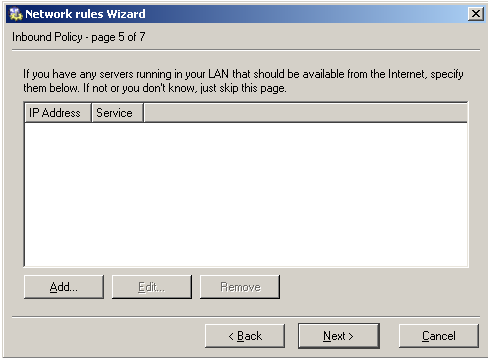 Network rules Wizard
Inbound Policy - page 5 of 7
If you have any servers running in your LAN that should be available from the Internet, specify
them below. If not or you don't know, just skip this page.
IP Address Service
Add... Edit... Remove
< Back Next > Cancel